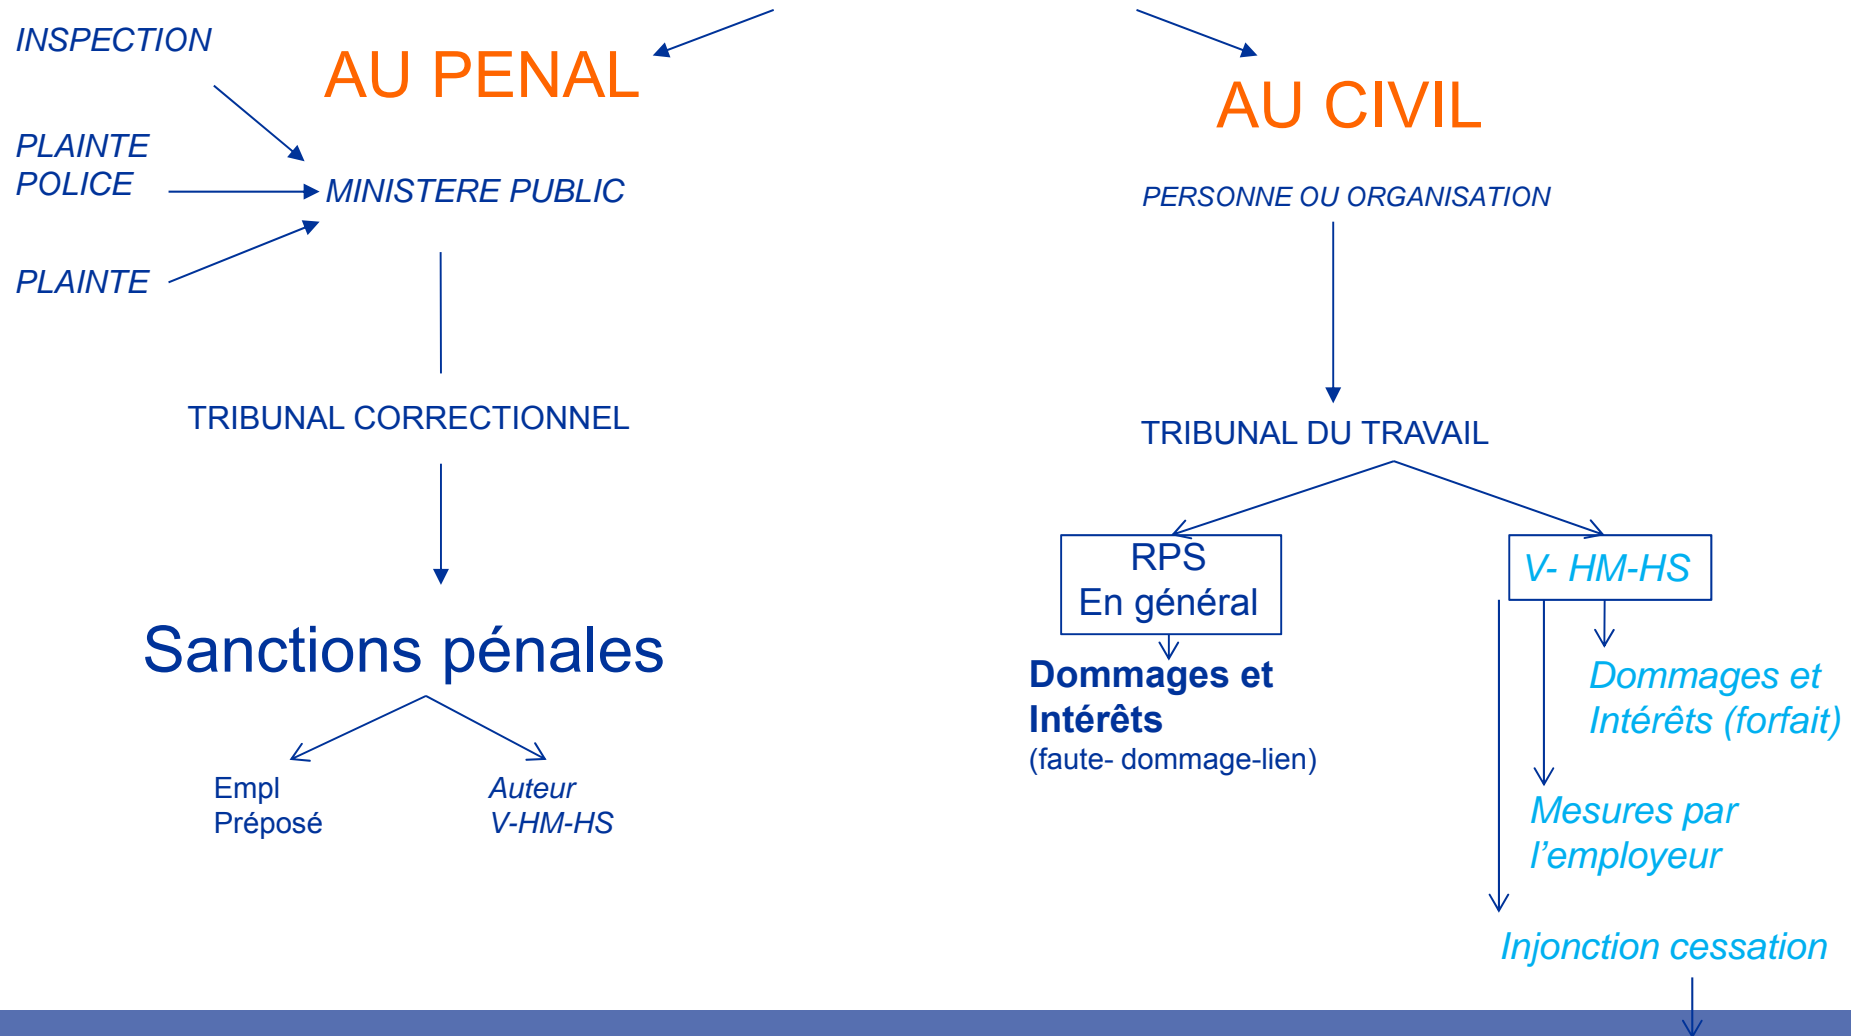 INSPECTION
AU PENAL
PLAINTE
POLICE
MINISTERE PUBLIC
PLAINTE
TRIBUNAL CORRECTIONNEL
Sanctions pénales
Empl
Préposé
Auteur
V-HM-HS
AU CIVIL
PERSONNE OU ORGANISATION
TRIBUNAL DU TRAVAIL
RPS
En général
Dommages et
Intérêts
(faute- dommage-lien)
V- HM-HS
Dommages et
Intérêts (forfait)
Mesures par
l’employeur
Injonction cessation